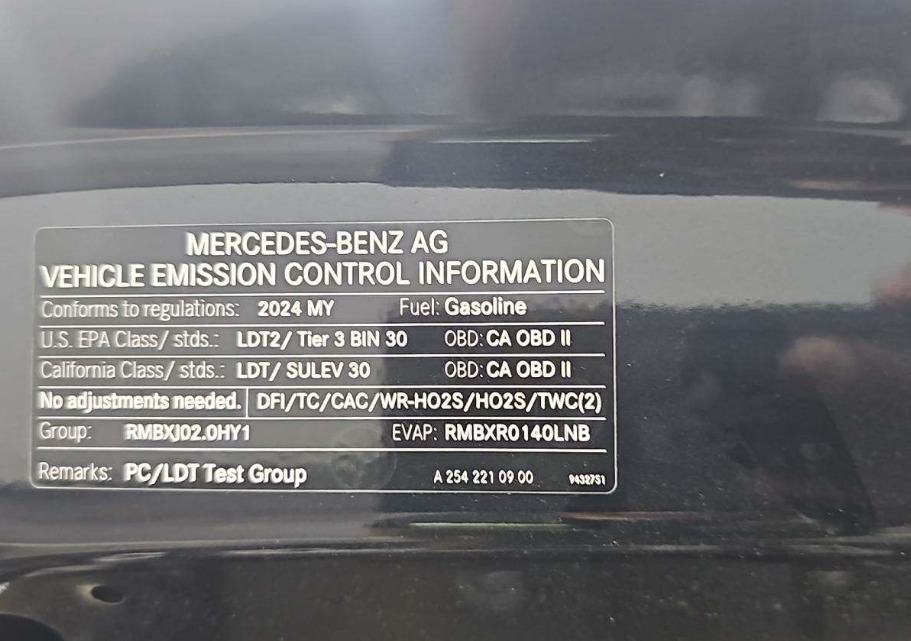 MERCEDES-BENZ AG
VEHICLE EMISSION CONTROL INFORMATION
Conforms to regulations: 2024 MY Fuel: Gasoline
U.S. EPA Class/ stds.: LDT2/ Tier 3 BIN 30 OBD: CA OBD II
California Class/ stds.: LDT/ SULEV 30 OBD: CA OBD II
No adjustments needed. DFI/TC/CAC/WR-HO2S/HO2S/TWC(2)
Group: RMBXJ02.0HY1 EVAP: RMBXR0140LNB
Remarks: PC/LDT Test Group A 254 221 09 00 9432751